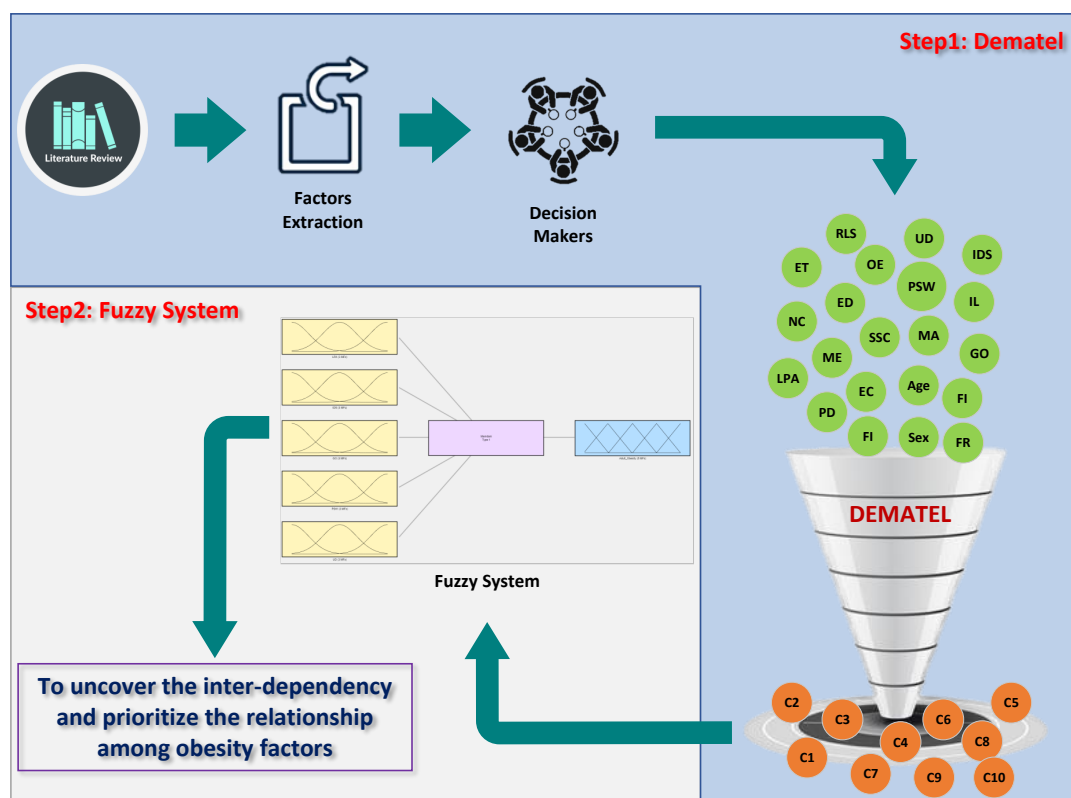 Step1: Dematel
Literature Review
Factors
Extraction
Decision
Makers
RLS
UD
IDS
ET
OE
PSW
IL
ED
NC
SSC
MA
GO
ME
LPA
EC
Age
FI
PD
FI
Sex
FR
DEMATEL
Step2: Fuzzy System
Fuzzy System
To uncover the inter-dependency
and prioritize the relationship
among obesity factors
C2
C5
C3
C6
C4
C8
C1
C7
C9
C10